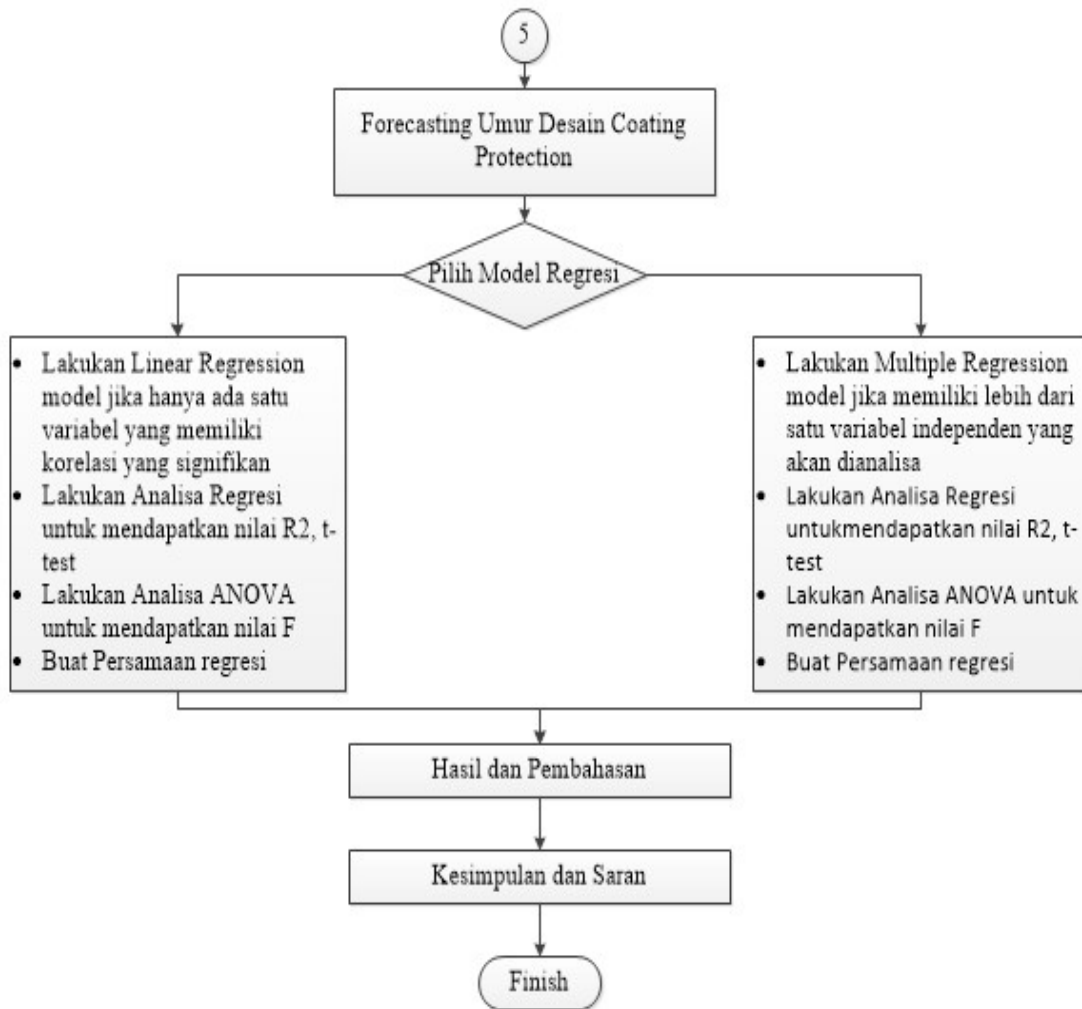 5
Forecasting Umur Desain Coating
Protection
Pilih Model Regresi
• Lakukan Linear Regression
model jika hanya ada satu
variabel yang memiliki
korelasi yang signifikan
• Lakukan Analisa Regresi
untuk mendapatkan nilai R2, t-
test
• Lakukan Analisa ANOVA
untuk mendapatkan nilai F
• Buat Persamaan regresi
• Lakukan Multiple Regression
model jika memiliki lebih dari
satu variabel independen yang
akan dianalisa
• Lakukan Analisa Regresi
untukmendapatkan nilai R2, t-
test
• Lakukan Analisa ANOVA untuk
mendapatkan nilai F
• Buat Persamaan regresi
Hasil dan Pembahasan
Kesimpulan dan Saran
Finish